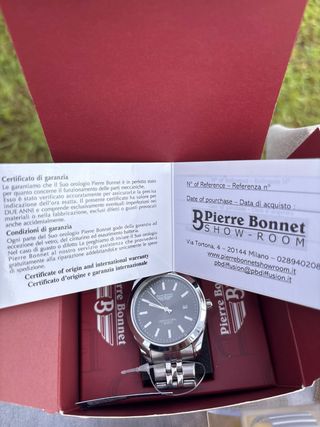 Certificato di garanzia
Le garantiamo che il Suo orologio Pierre Bonnet è in perfetto stato
per quanto concerne il funzionamento delle parti meccaniche.
Esso è stato verificato accuratamente per assicurarLe la precisa
indicazione dell'ora esatta. Il presente certificato ha valore per
DUE ANNI e comprende esclusivamente eventuali imperfezioni nei
materiali o nella fabbricazione, esclusi difetti o guasti provocati
anche accidentalmente.
Condizioni di garanzia
Ogni parte del Suo orologio Pierre Bonnet gode della garanzia ad
eccezione del vetro, del cinturino ed usura batteria.
Nel caso di guasto o difetto La preghiamo di inviare il Suo orologio
Pierre Bonnet al nostro servizio assistenza che provvederà
gratuitamente alla riparazione addebitandoLe unicamente le spese
di spedizione.
Certificate of origin and international warranty
Certificato d'origine e garanzia internazionale
N° of Reference - Referenza n°
Date of pourchase - Data di acquisto
Pierre Bonnet
SHOW-ROOM
Via Tortona, 4 - 20144 Milano - 028940208
www.pierrebonnetshowroom.it
pbdiffusion@pbdiffusion.it
Pierre Bonnet
Pierre Bonnet